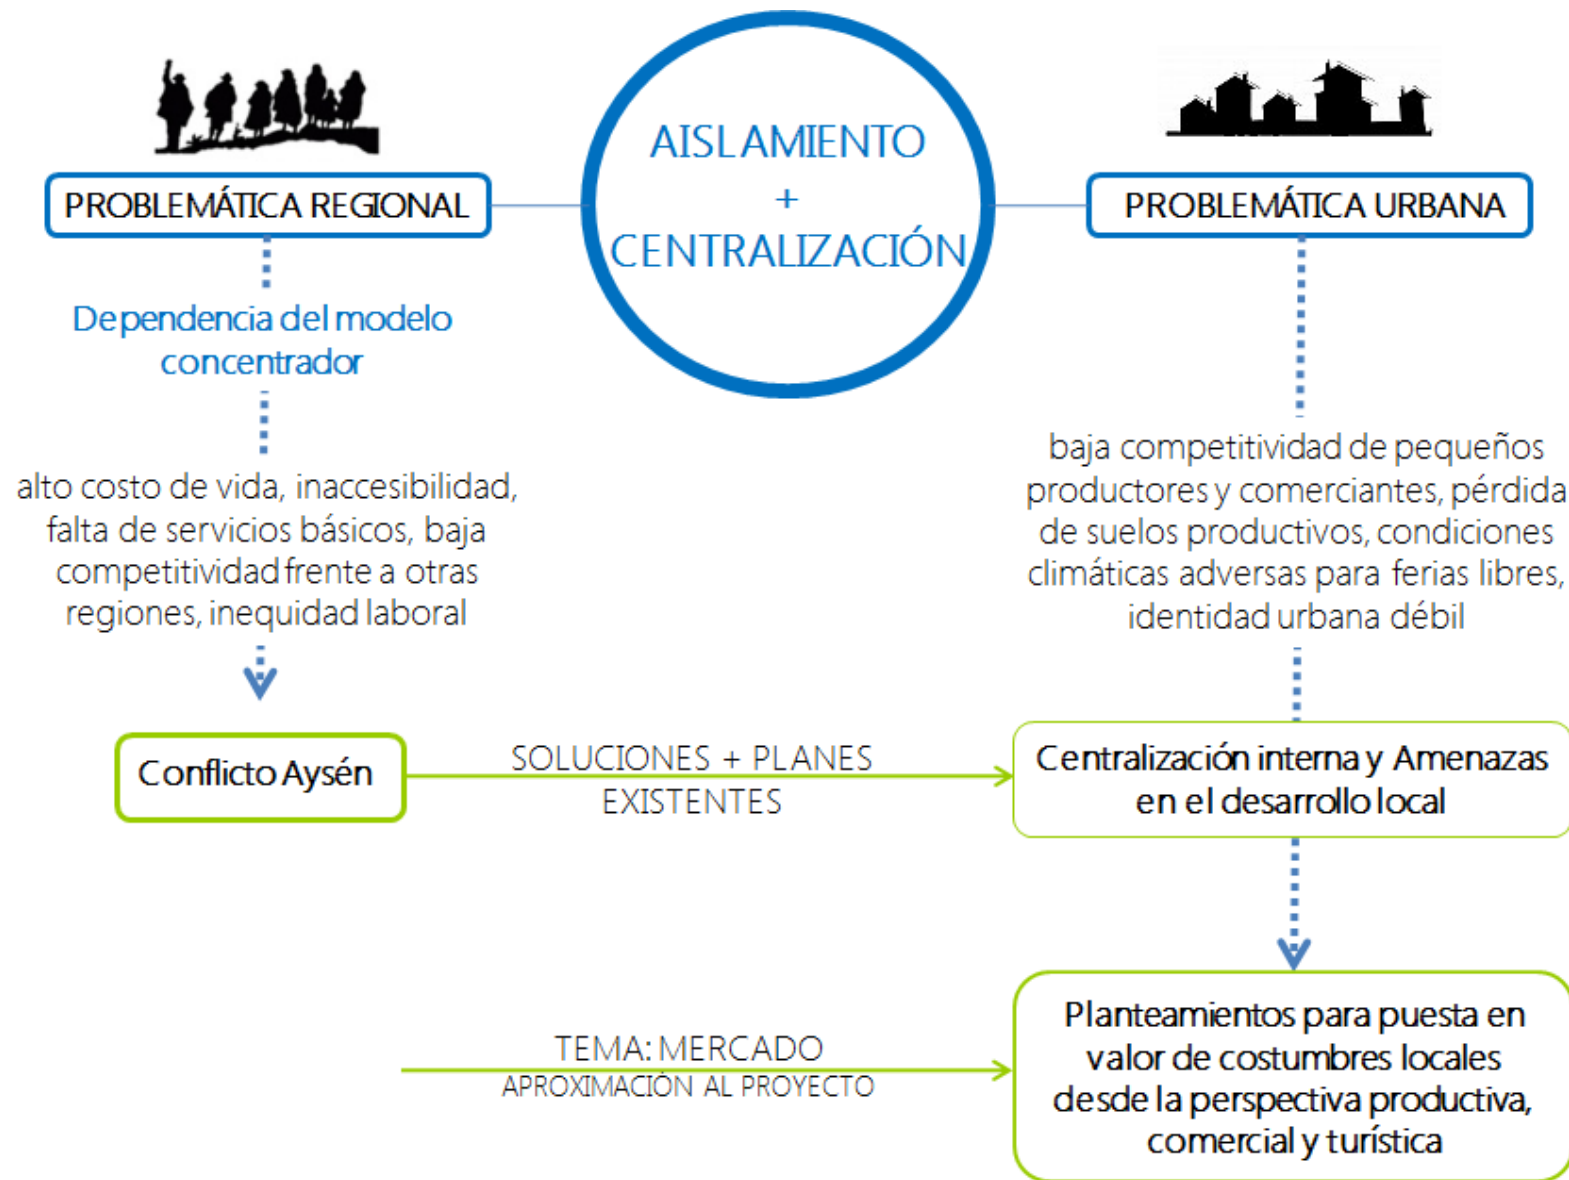 AISLAMIENTO
+
CENTRALIZACIÓN
PROBLEMÁTICA REGIONAL
Dependencia del modelo
concentrador
alto costo de vida, inaccesibilidad,
falta de servicios básicos, baja
competitividad frente a otras
regiones, inequidad laboral
Conflicto Aysén
SOLUCIONES + PLANES
EXISTENTES
PROBLEMÁTICA URBANA
baja competitividad de pequeños
productores y comerciantes, pérdida
de suelos productivos, condiciones
climáticas adversas para ferias libres,
identidad urbana débil
Centralización interna y Amenazas
en el desarrollo local
TEMA: MERCADO
APROXIMACIÓN AL PROYECTO
Planteamientos para puesta en
valor de costumbres locales
desde la perspectiva productiva,
comercial y turística